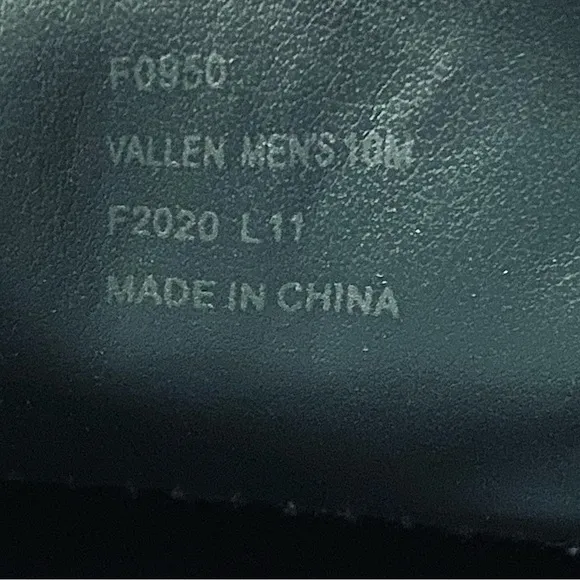 F0950
VALLEN MEN'S 10M
F2020 L11
MADE IN CHINA